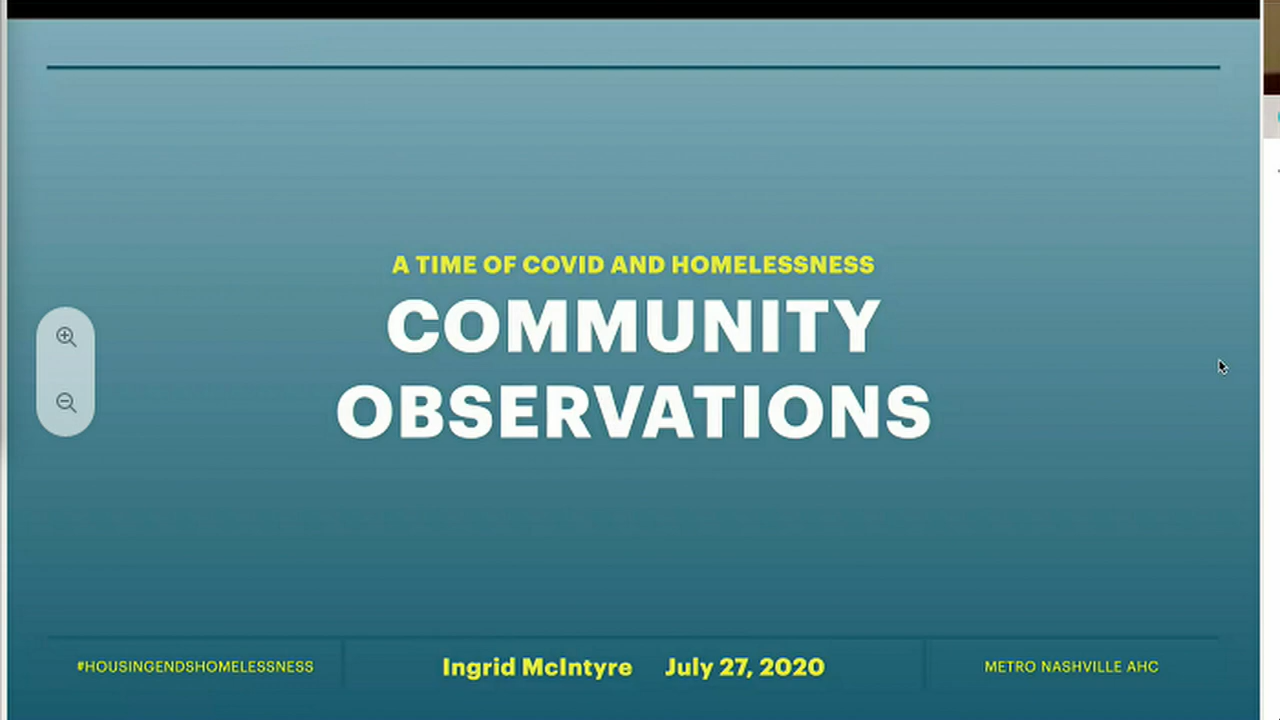 A TIME OF COVID AND HOMELESSNESS
COMMUNITY
OBSERVATIONS
#HOUSINGENDSHOMELESSNESS
Ingrid McIntyre July 27, 2020
METRO NASHVILLE AHC